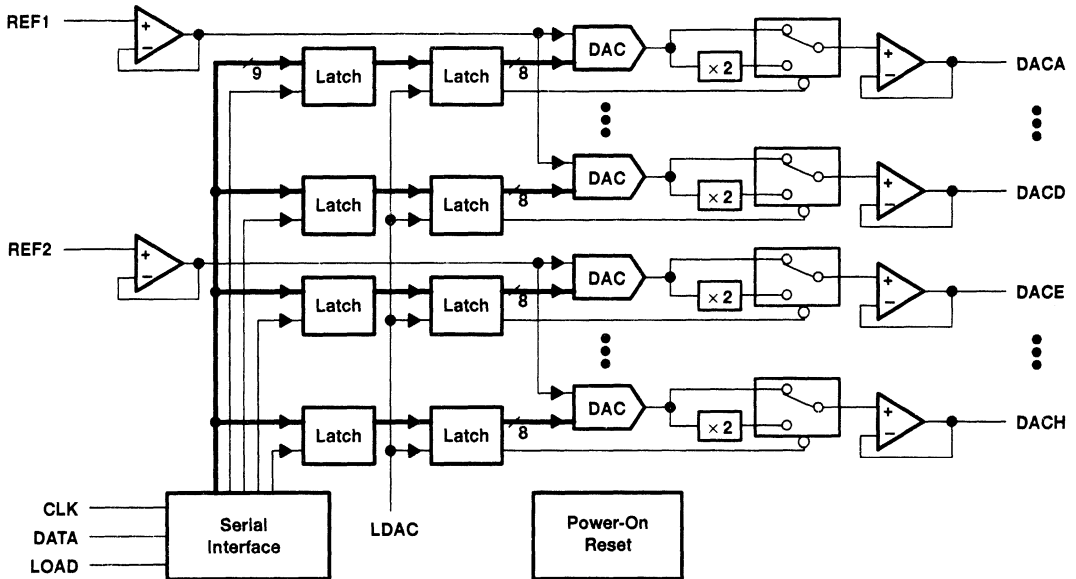 REF1
+
−
DAC
× 2
+
−
DACA
9
Latch
Latch
8
DAC
× 2
+
−
DACD
Latch
Latch
8
REF2
+
−
DAC
× 2
+
−
DACE
Latch
Latch
8
DAC
× 2
+
−
DACH
Latch
Latch
8
CLK
DATA
LOAD
Serial
Interface
LDAC
Power-On
Reset